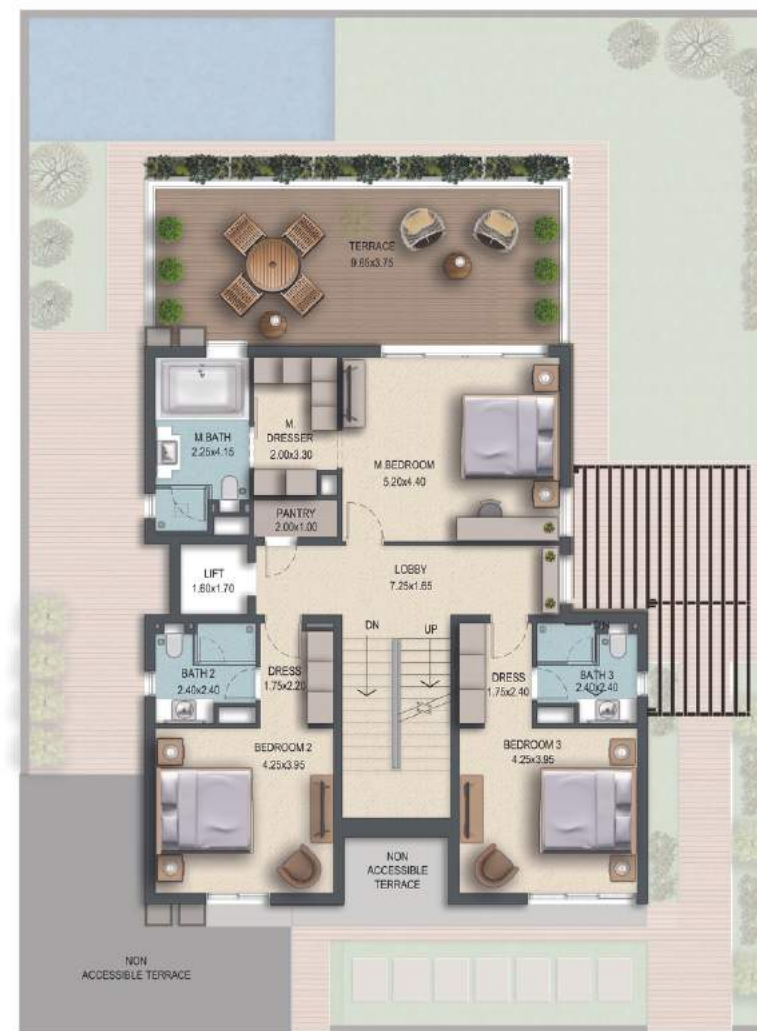 TERRACE
9.65x3.75
M.BATH
2.25x4.15
M.
DRESSER
2.00x3.30
M.BEDROOM
5.20x4.40
PANTRY
2.00x1.00
LIFT
1.60x1.70
LOBBY
7.25x1.65
DN
UP
BATH 2
2.40x2.40
DRESS
1.75x2.20
DRESS
1.75x2.40
BATH 3
2.40x2.40
BEDROOM 2
4.25x3.95
BEDROOM 3
4.25x3.95
NON
ACCESSIBLE
TERRACE
NON
ACCESSIBLE TERRACE